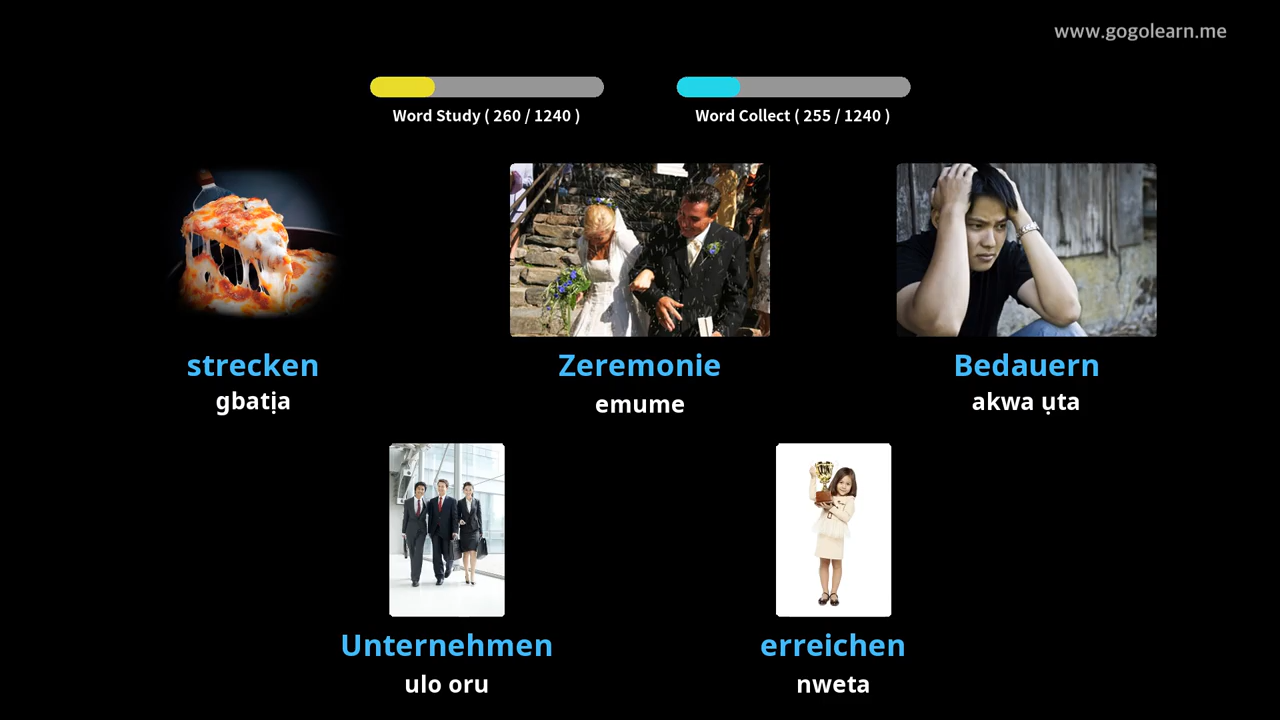 www.gogolearn.me
Word Study ( 260 / 1240 )
Word Collect ( 255 / 1240 )
strecken
gbatịa
Zeremonie
emume
Bedauern
akwa ụta
Unternehmen
ulo oru
erreichen
nweta